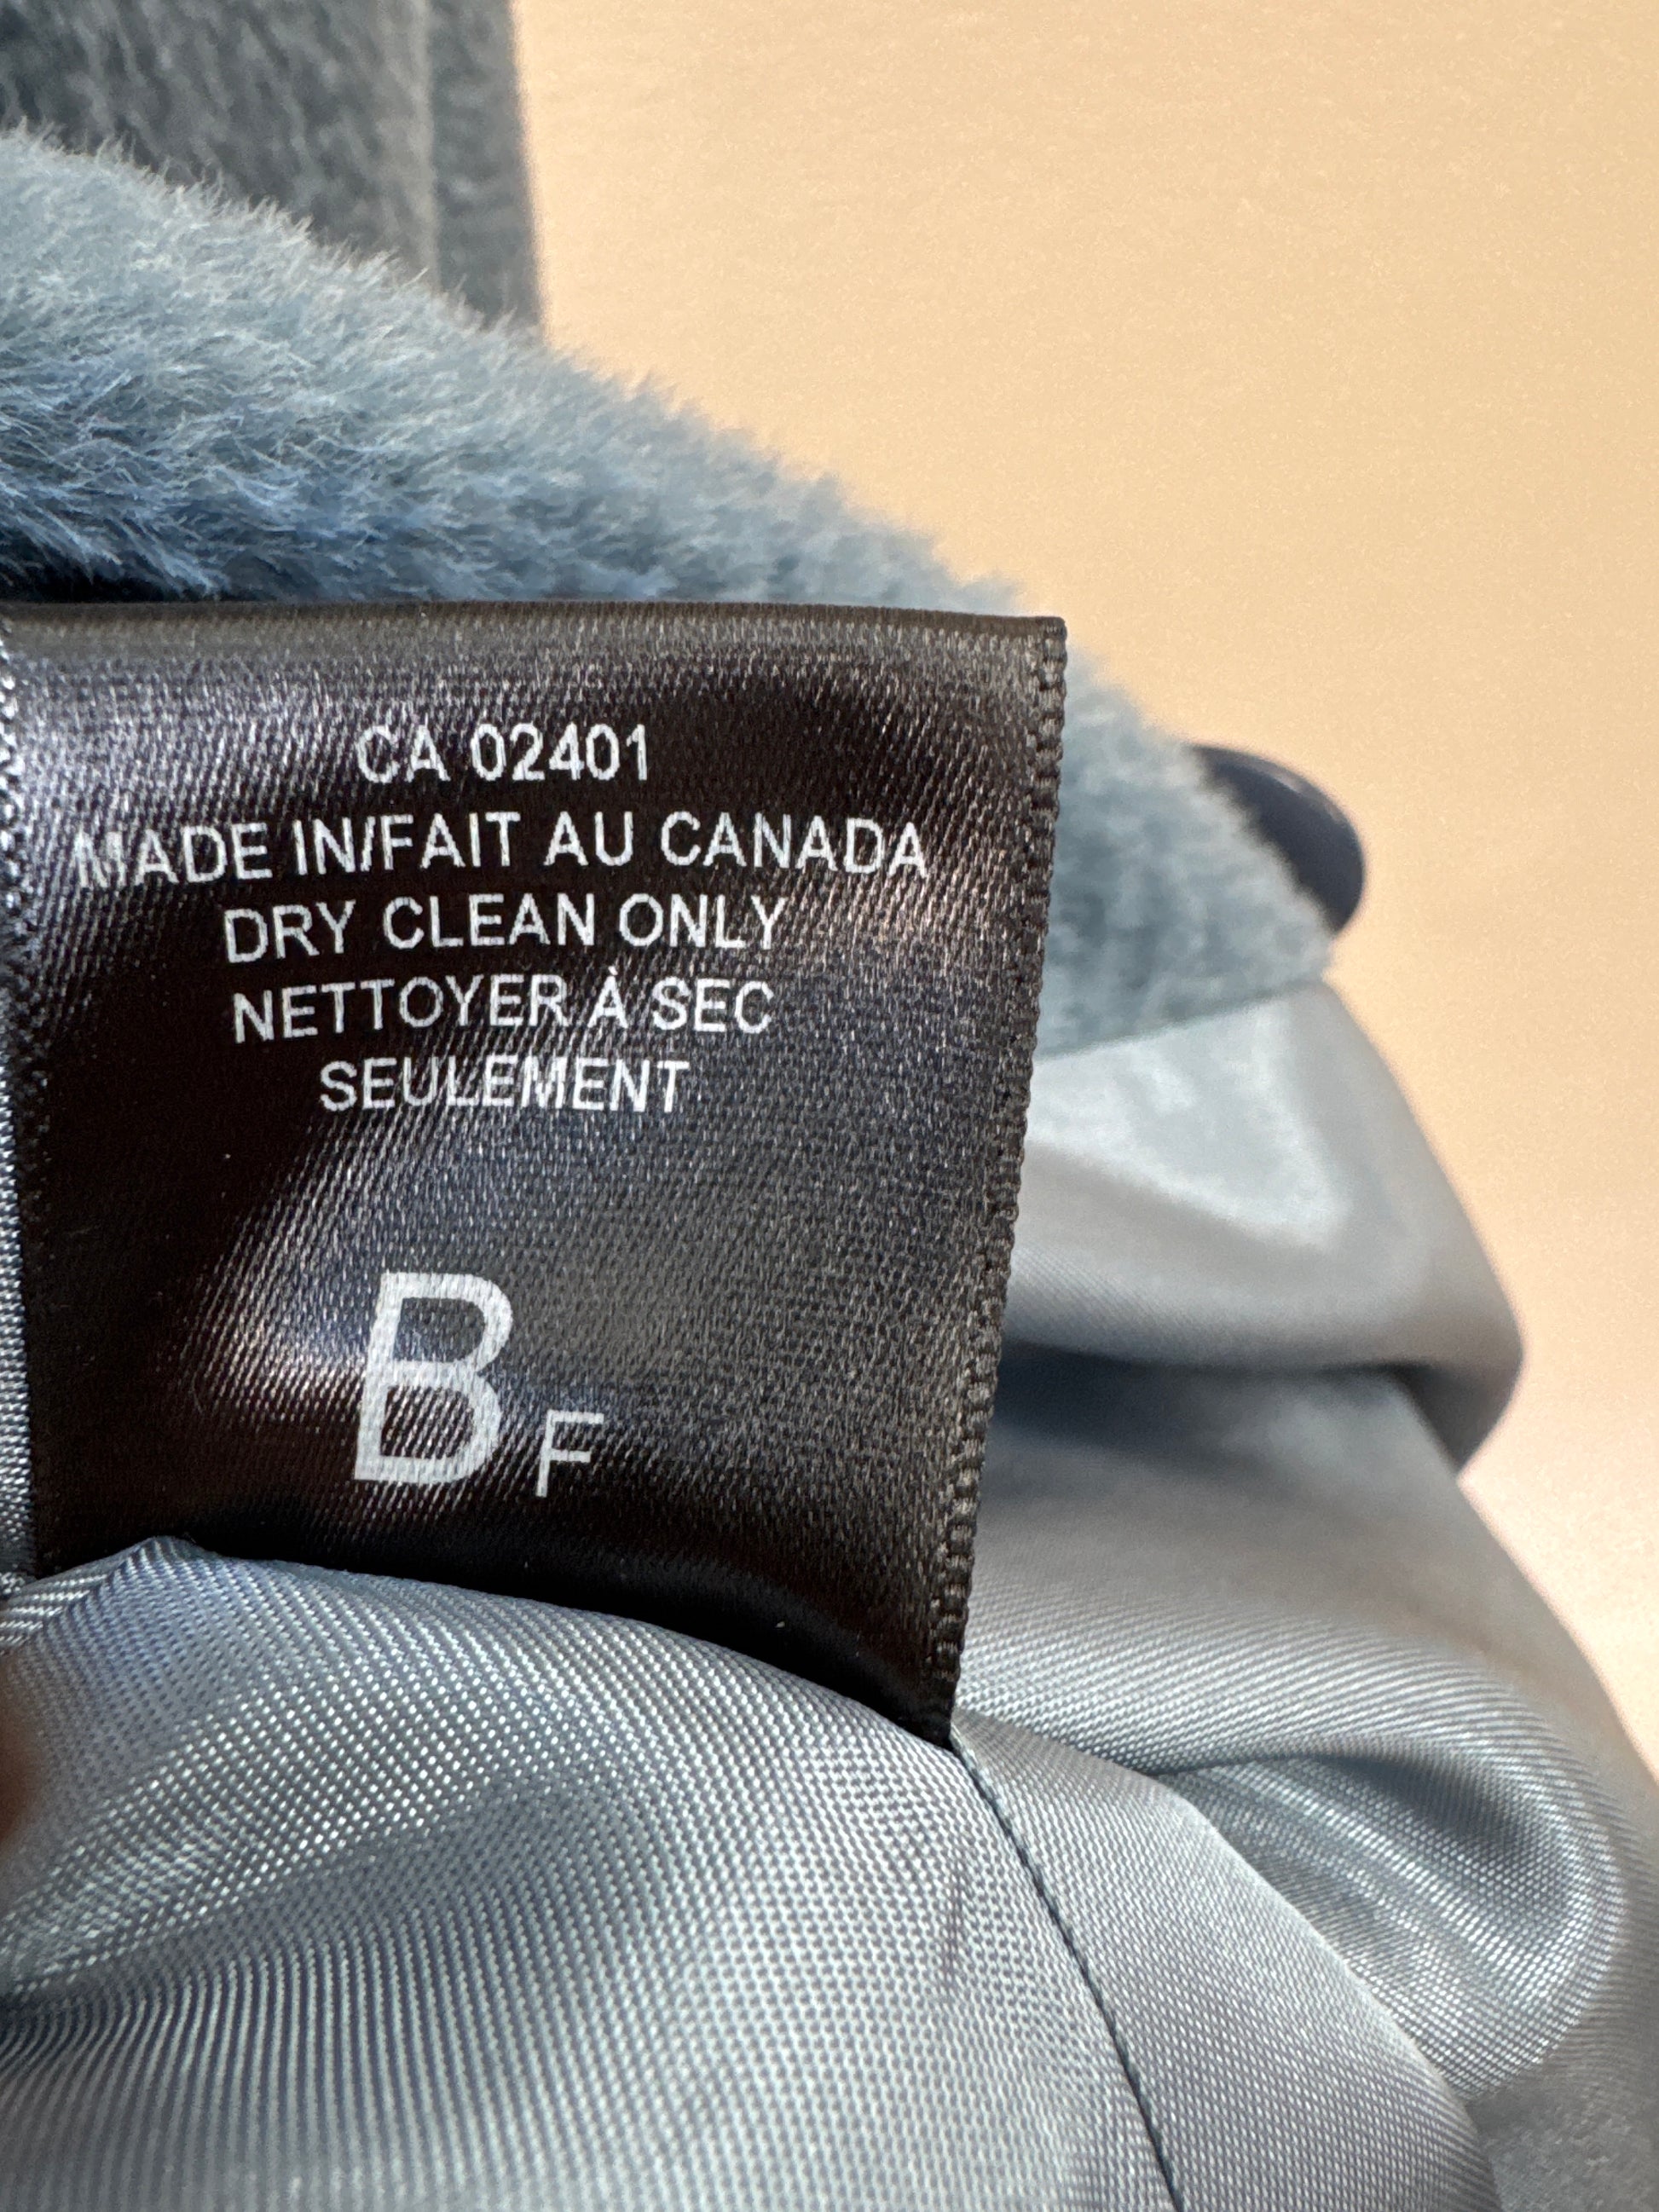 CA 02401
MADE IN/FAIT AU CANADA
DRY CLEAN ONLY
NETTOYER À SEC
SEULEMENT
BF